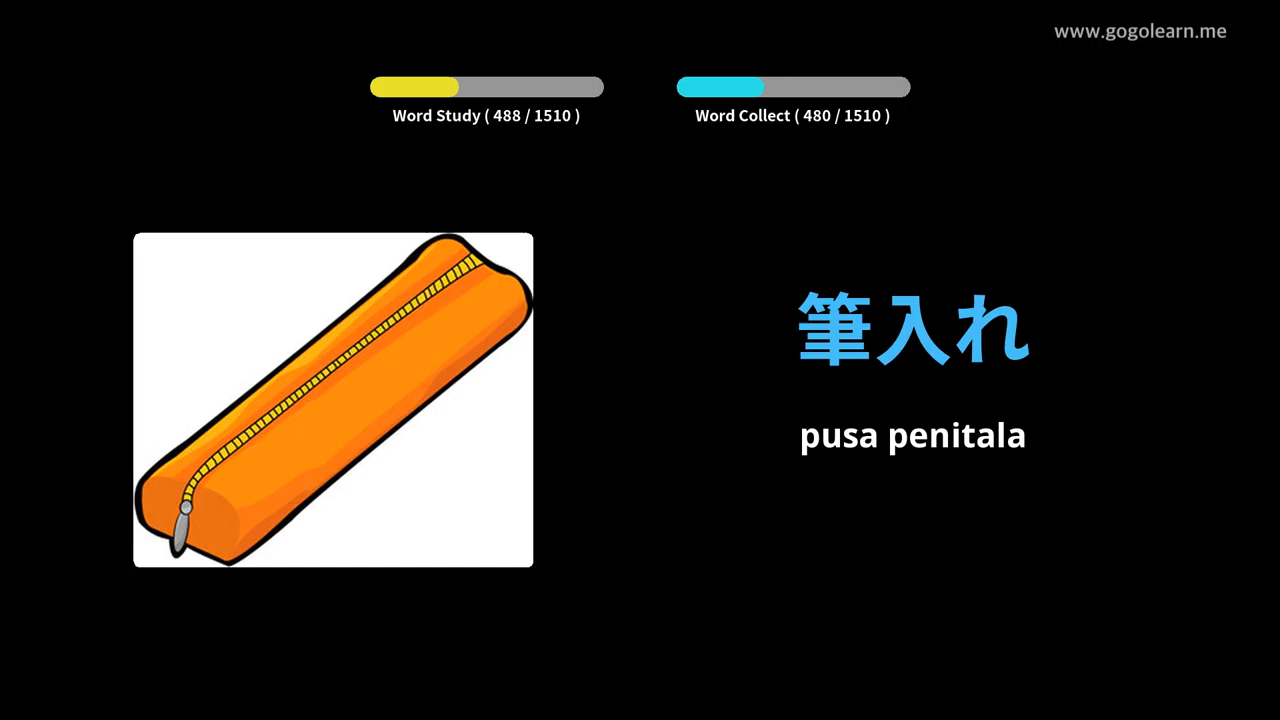 www.gogolearn.me
Word Study ( 488 / 1510 )
Word Collect ( 480 / 1510 )
筆入れ
pusa penitala